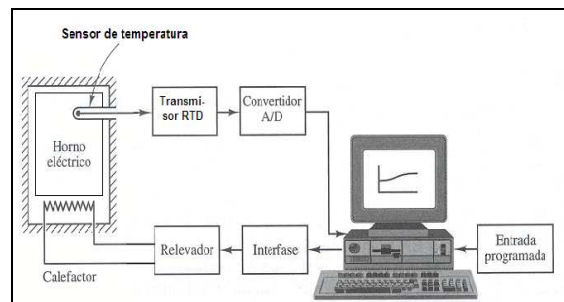 Sensor de temperatura
Transmi-
sor RTD
Convertidor
A/D
Horno
eléctrico
Relevador
Interfase
Entrada
programada
Calefactor